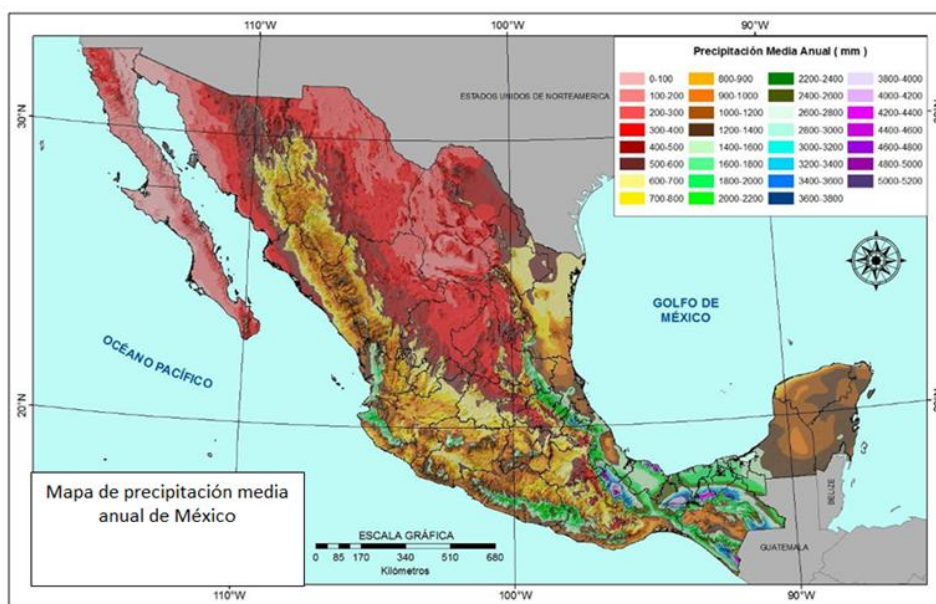 110°W
100°W
90°W
30°N
20°N
Precipitación Media Anual ( mm )
0-100
100-200
200-300
300-400
400-500
500-600
600-700
700-800
800-900
900-1000
1000-1200
1200-1400
1400-1600
1600-1800
1800-2000
2000-2200
2200-2400
2400-2600
2600-2800
2800-3000
3000-3200
3200-3400
3400-3600
3600-3800
3800-4000
4000-4200
4200-4400
4400-4600
4600-4800
4800-5000
5000-5200
ESTADOS UNIDOS DE NORTEAMERICA
GOLFO DE
MÉXICO
OCÉANO PACÍFICO
BELIZE
GUATEMALA
Mapa de precipitación media
anual de México
ESCALA GRÁFICA
0 85 170 340 510 680
Kilómetros
110°W
100°W
90°W